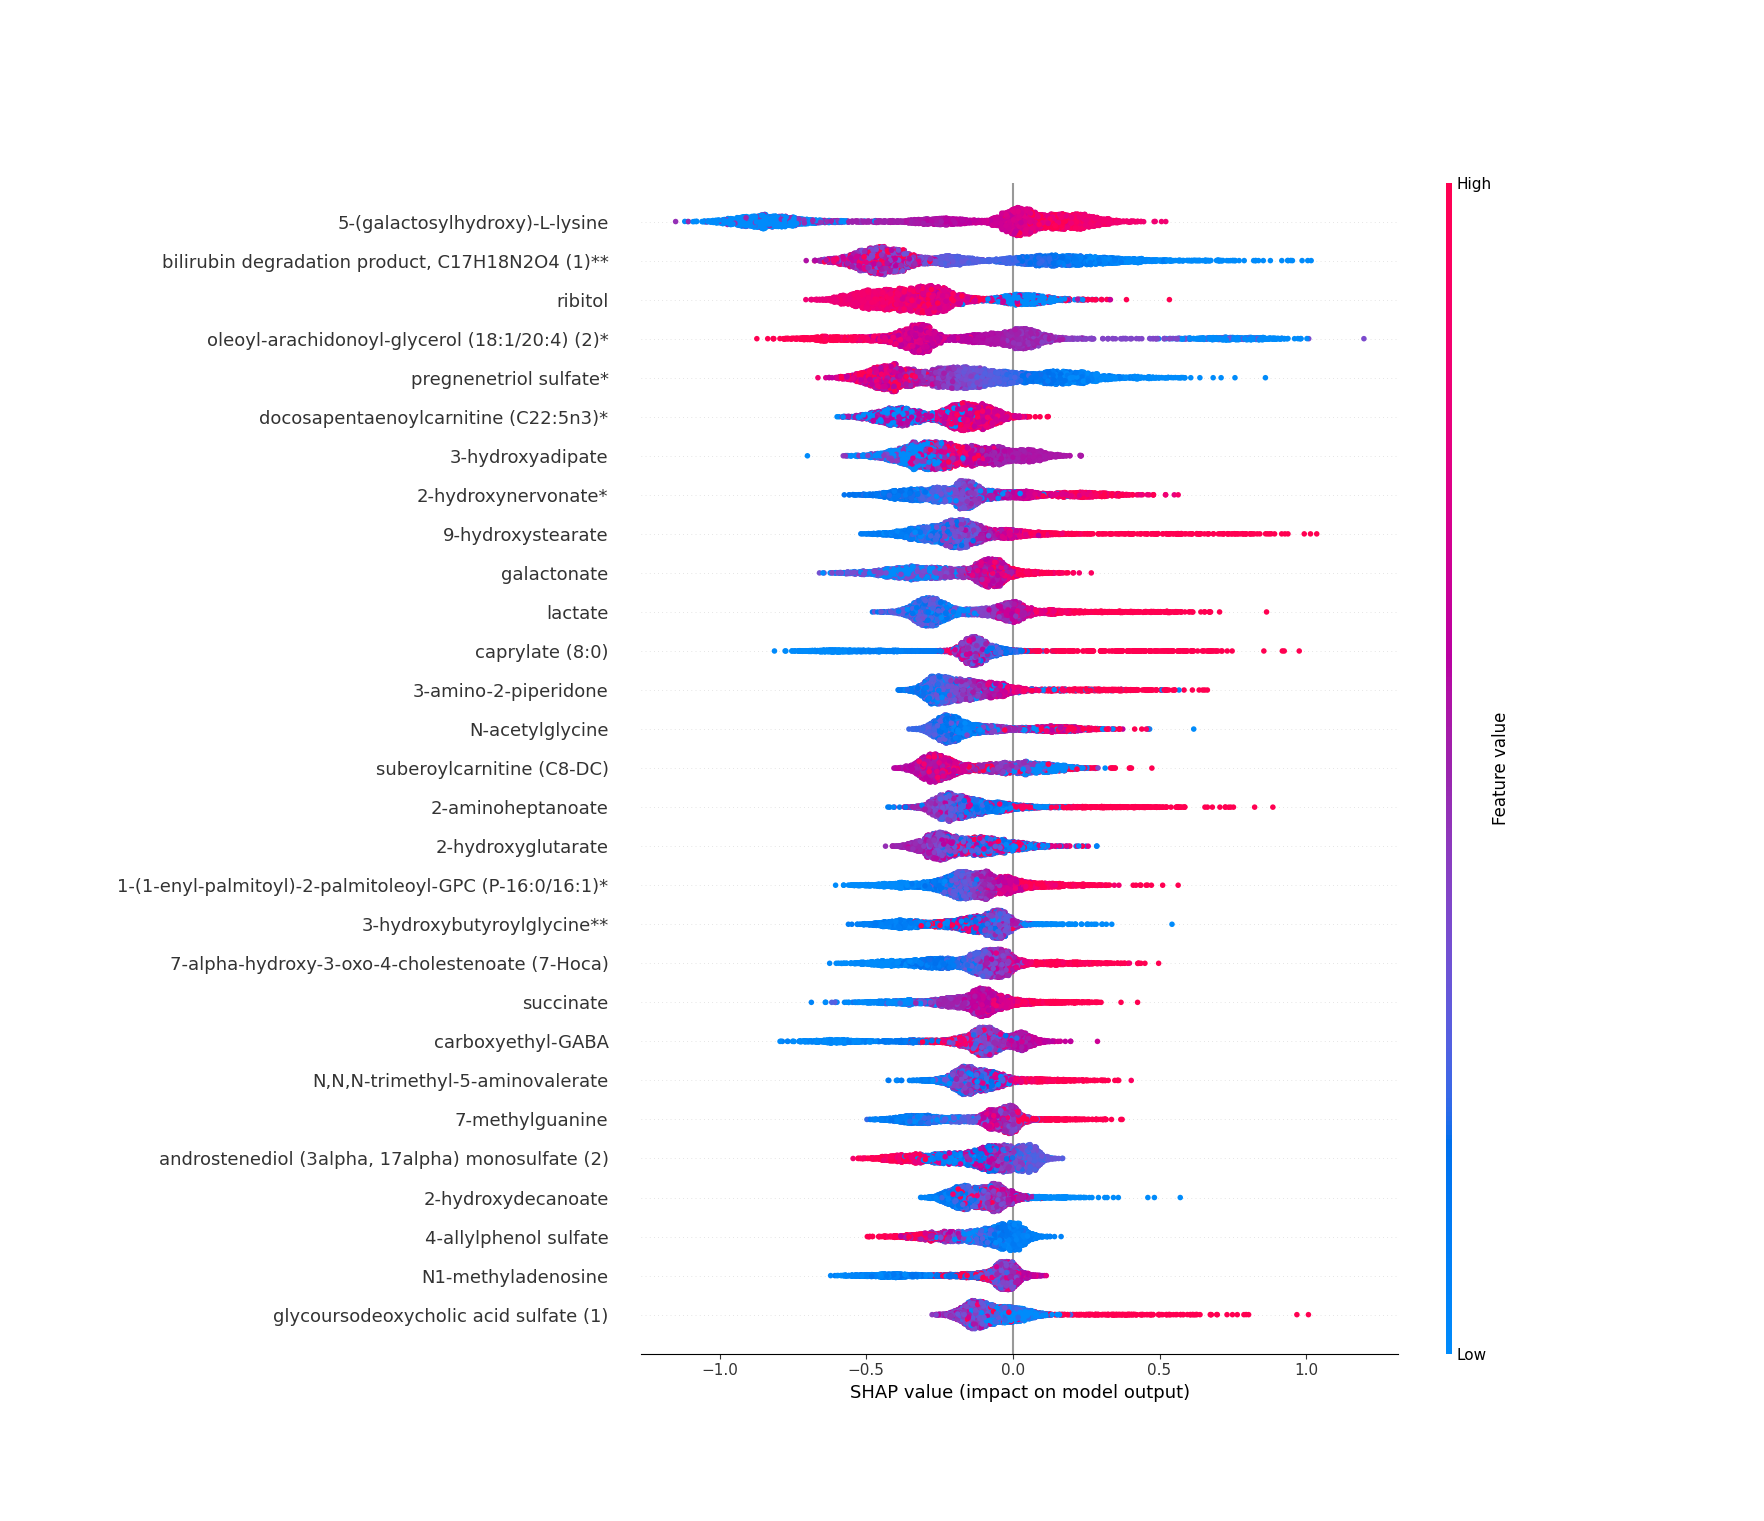 High
5-(galactosylhydroxy)-L-lysine
bilirubin degradation product, C17H18N2O4 (1)**
ribitol
oleoyl-arachidonoyl-glycerol (18:1/20:4) (2)*
pregnenetriol sulfate*
docosapentaenoylcarnitine (C22:5n3)*
3-hydroxyadipate
2-hydroxynervonate*
9-hydroxystearate
galactonate
lactate
caprylate (8:0)
3-amino-2-piperidone
N-acetylglycine
suberoylcarnitine (C8-DC)
2-aminoheptanoate
2-hydroxyglutarate
1-(1-enyl-palmitoyl)-2-palmitoleoyl-GPC (P-16:0/16:1)*
3-hydroxybutyroylglycine**
7-alpha-hydroxy-3-oxo-4-cholestenoate (7-Hoca)
succinate
carboxyethyl-GABA
N,N,N-trimethyl-5-aminovalerate
7-methylguanine
androstenediol (3alpha, 17alpha) monosulfate (2)
2-hydroxydecanoate
4-allylphenol sulfate
N1-methyladenosine
glycoursodeoxycholic acid sulfate (1)
Feature value
Low
−1.0 −0.5 0.0 0.5 1.0
SHAP value (impact on model output)